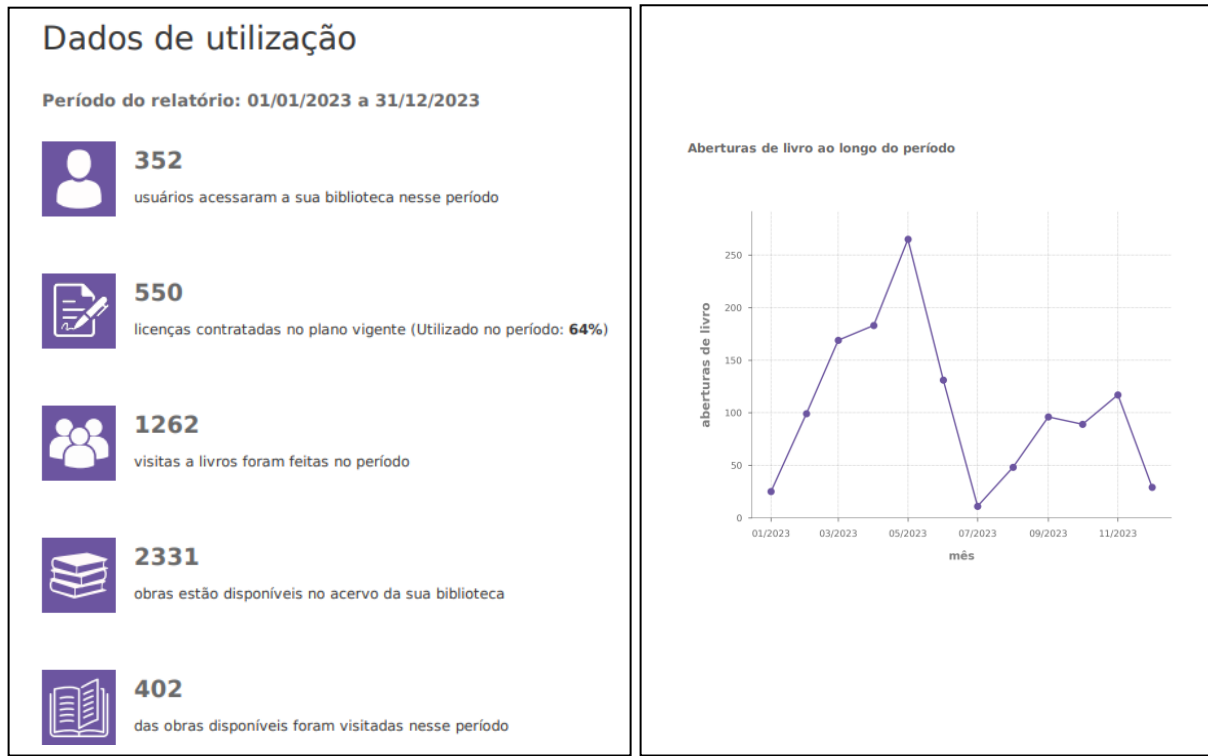 Dados de utilização
Período do relatório: 01/01/2023 a 31/12/2023
352
usuários acessaram a sua biblioteca nesse período
550
licenças contratadas no plano vigente (Utilizado no período: 64%)
1262
visitas a livros foram feitas no período
2331
obras estão disponíveis no acervo da sua biblioteca
402
das obras disponíveis foram visitadas nesse período
Aberturas de livro ao longo do período
aberturas de livro
250
200
150
100
50
0
01/2023 03/2023 05/2023 07/2023 09/2023 11/2023
mês